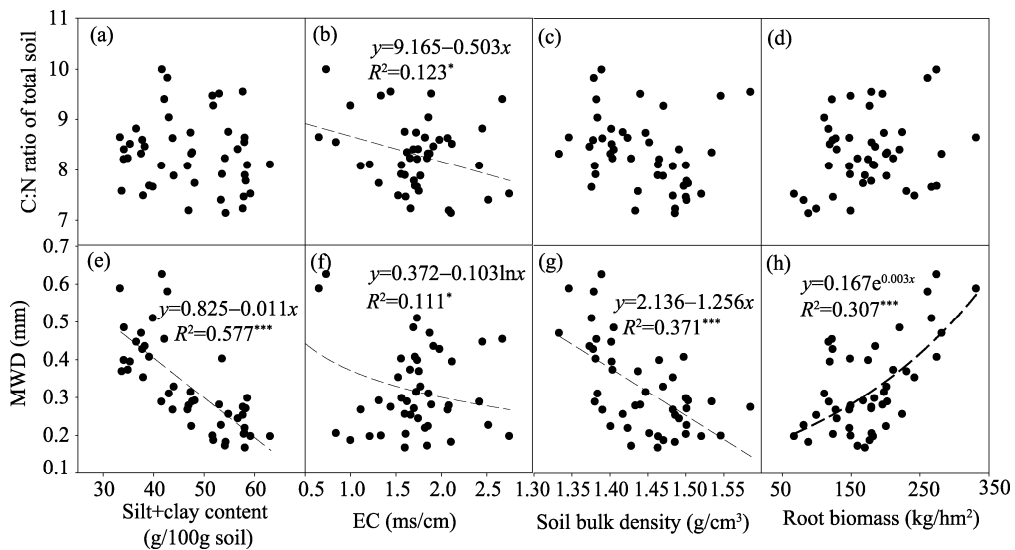 (a)
(b)
(c)
(d)
y=9.165−0.503x
R²=0.123*
C:N ratio of total soil
11
10
9
8
7
(e)
(f)
(g)
(h)
y=0.825−0.011x
R²=0.577***
y=0.372−0.103lnx
R²=0.111*
y=2.136−1.256x
R²=0.371***
y=0.167e^0.003x
R²=0.307***
MWD (mm)
0.7
0.6
0.5
0.4
0.3
0.2
0.1
30 40 50 60 0.5 1.0 1.5 2.0 2.5 1.30 1.35 1.40 1.45 1.50 1.55 50 150 250 350
Silt+clay content
(g/100g soil)
EC (ms/cm)
Soil bulk density (g/cm³)
Root biomass (kg/hm²)